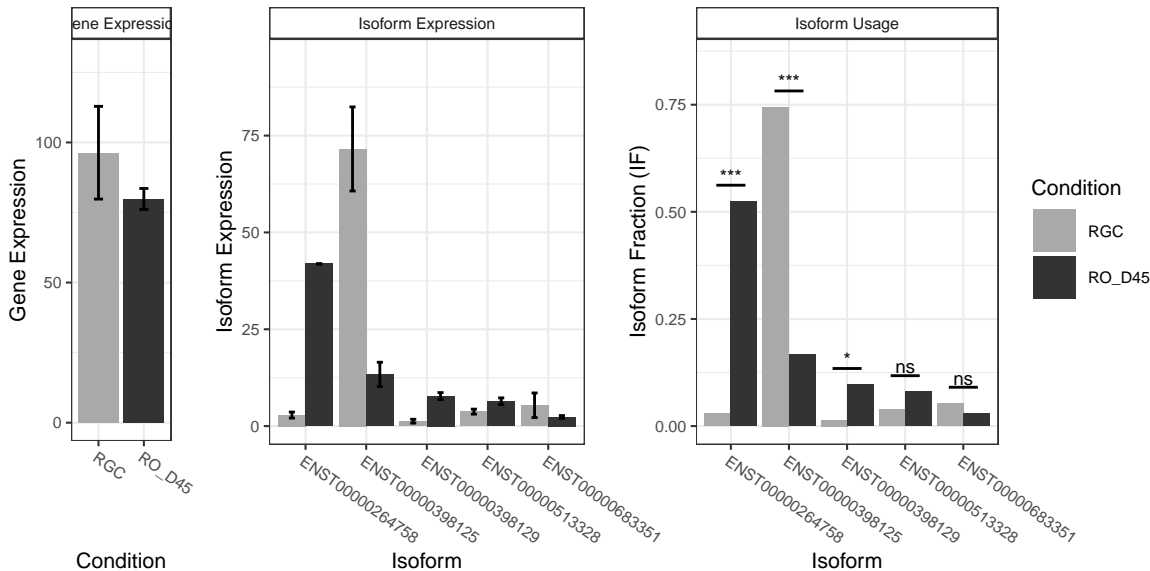 ene Expressio
Gene Expression
100
50
0
RGC
RO_D45
Condition
Isoform Expression
Isoform Expression
75
50
25
0
ENST00000264758
ENST00000398125
ENST00000398129
ENST00000513328
ENST00000683351
Isoform
Isoform Usage
Isoform Fraction (IF)
0.75
0.50
0.25
0.00
***
***
*
ns
ns
ENST00000264758
ENST00000398125
ENST00000398129
ENST00000513328
ENST00000683351
Isoform
Condition
RGC
RO_D45